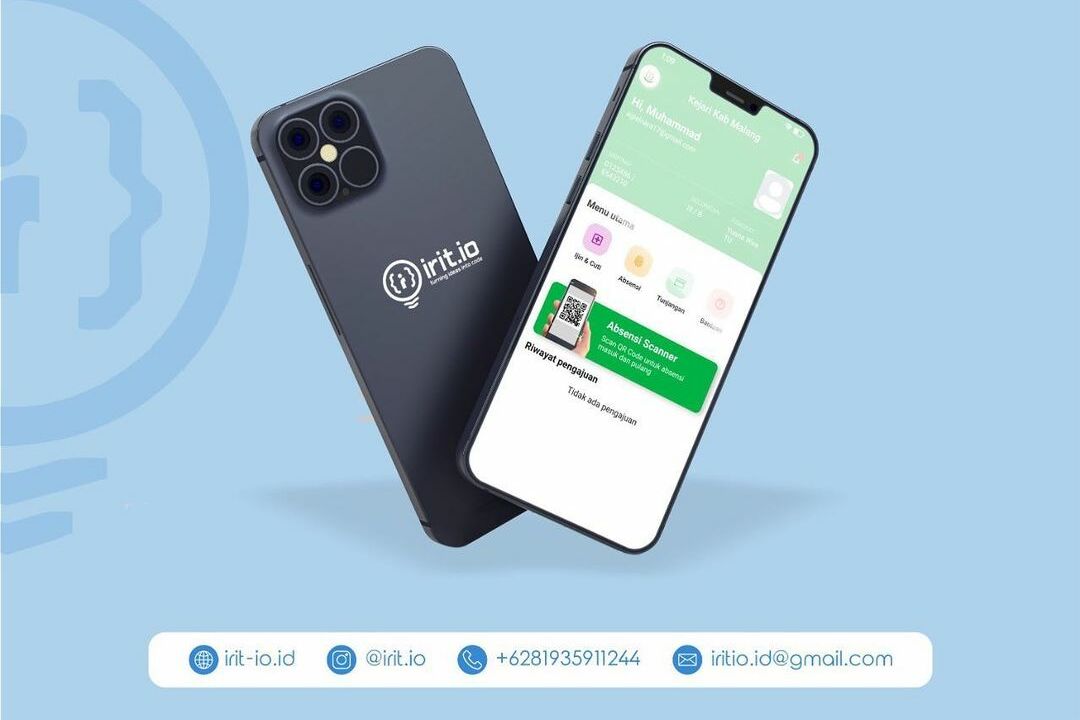 irit.io
turning ideas into code
1:09
Kejari Kab Malang
Hi, Muhammad
Menu utama
Ijin & Cuti
Absensi
Tunjangan
Bantuan
Absensi Scanner
Scan QR Code untuk absensi
masuk dan pulang
Riwayat pengajuan
Tidak ada pengajuan
irit-io.id
@irit.io
+6281935911244
iritio.id@gmail.com